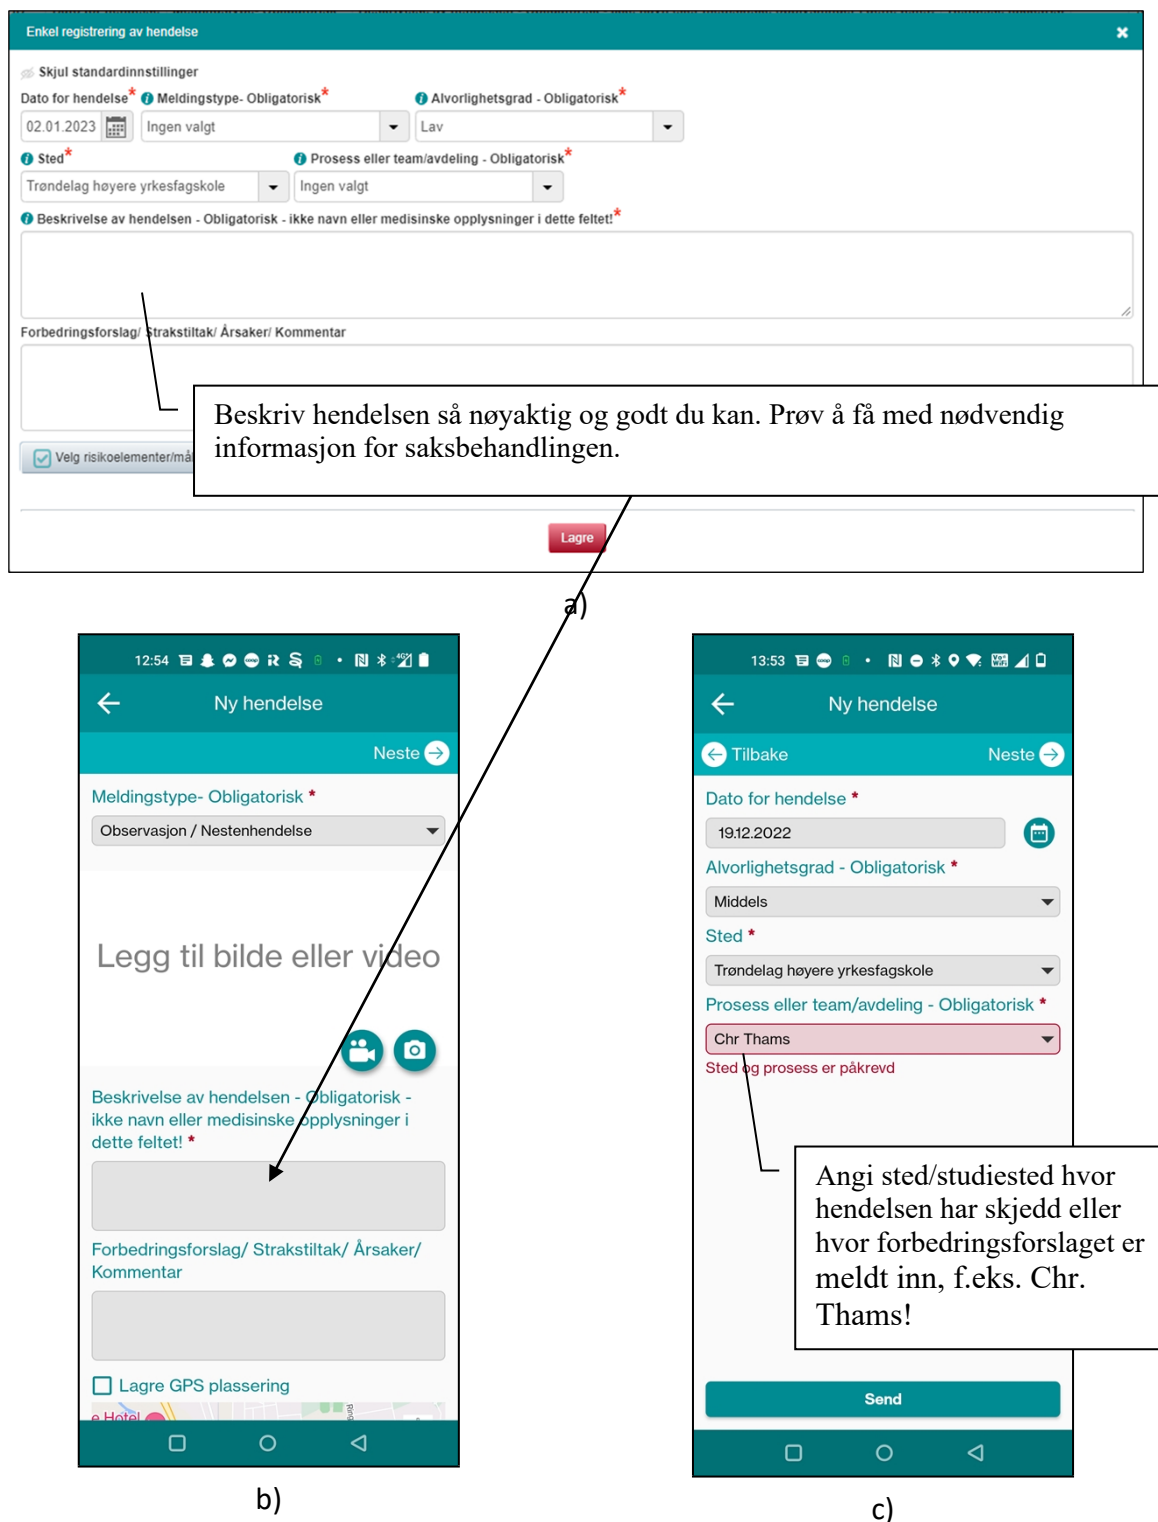 Enkel registrering av hendelse
Skjul standardinnstillinger
Dato for hendelse* Meldingstype- Obligatorisk* Alvorlighetsgrad - Obligatorisk*
02.01.2023 Ingen valgt Lav
Sted* Prosess eller team/avdeling - Obligatorisk*
Trøndelag høyere yrkesfagskole Ingen valgt
Beskrivelse av hendelsen - Obligatorisk - ikke navn eller medisinske opplysninger i dette feltet!*
Forbedringsforslag/ Strakstiltak/ Årsaker/ Kommentar
Beskriv hendelsen så nøyaktig og godt du kan. Prøv å få med nødvendig
informasjon for saksbehandlingen.
Velg risikoelementer/mål
Lagre
a)
12:54
Ny hendelse
Neste
Meldingstype- Obligatorisk *
Observasjon / Nestenhendelse
Legg til bilde eller video
Beskrivelse av hendelsen - Obligatorisk -
ikke navn eller medisinske opplysninger i
dette feltet! *
Forbedringsforslag/ Strakstiltak/ Årsaker/
Kommentar
Lagre GPS plassering
e Hotel
b)
13:53
Ny hendelse
Tilbake Neste
Dato for hendelse *
19.12.2022
Alvorlighetsgrad - Obligatorisk *
Middels
Sted *
Trøndelag høyere yrkesfagskole
Prosess eller team/avdeling - Obligatorisk *
Chr Thams
Sted og prosess er påkrevd
Angi sted/studiested hvor
hendelsen har skjedd eller
hvor forbedringsforslaget er
meldt inn, f.eks. Chr.
Thams!
Send
c)